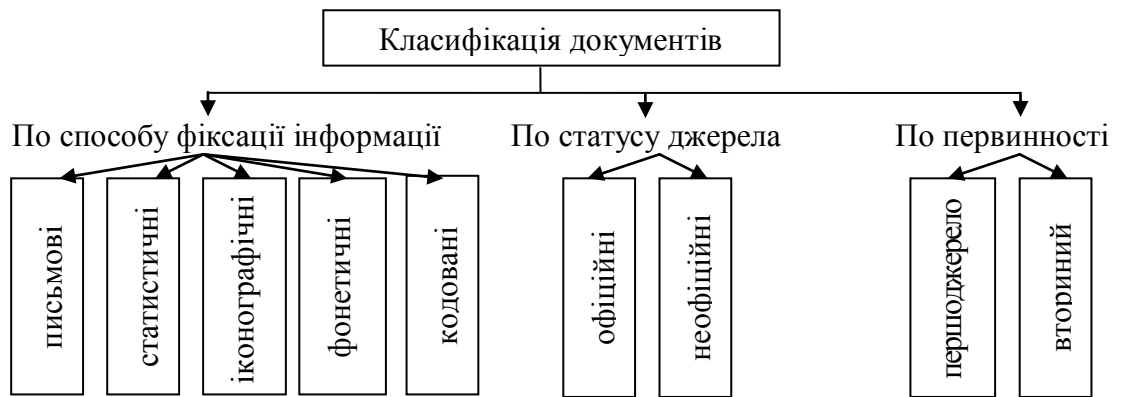 Класифікація документів
По способу фіксації інформації
По статусу джерела
По первинності
письмові
статистичні
іконографічні
фонетичні
кодовані
офіційні
неофіційні
першоджерело
вториний